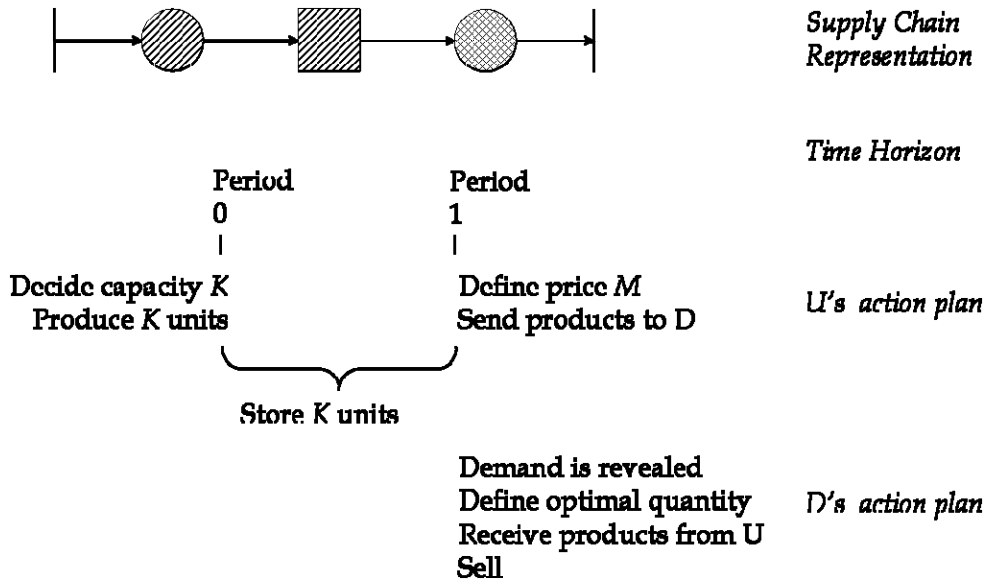 Supply Chain
Representation
Time Horizon
Period
0
Period
1
Decide capacity K
Produce K units
Define price M
Send products to D
U's action plan
Store K units
Demand is revealed
Define optimal quantity
Receive products from U
Sell
D's action plan